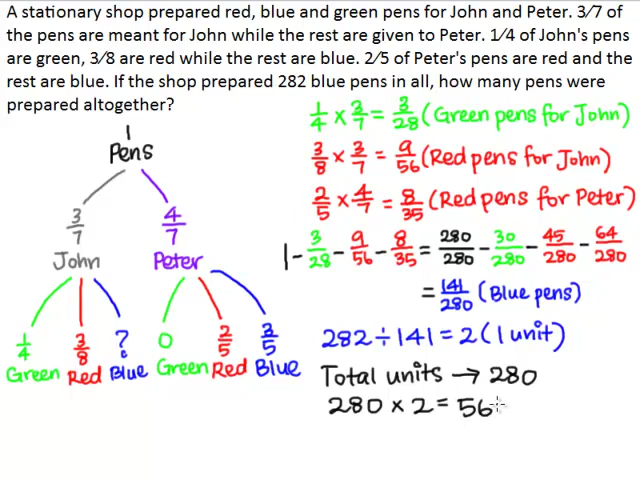 A stationary shop prepared red, blue and green pens for John and Peter. 3/7 of
the pens are meant for John while the rest are given to Peter. 1/4 of John's pens
are green, 3/8 are red while the rest are blue. 2/5 of Peter's pens are red and the
rest are blue. If the shop prepared 282 blue pens in all, how many pens were
prepared altogether?
1
Pens
3/7 4/7
John Peter
1/4 3/8 ? 0 2/5 3/5
Green Red Blue Green Red Blue
1/4 x 3/7 = 3/28 (Green pens for John)
3/8 x 3/7 = 9/56 (Red pens for John)
2/5 x 4/7 = 8/35 (Red pens for Peter)
1 - 3/28 - 9/56 - 8/35 = 280/280 - 30/280 - 45/280 - 64/280
= 141/280 (Blue pens)
282 ÷ 141 = 2 (1 unit)
Total units → 280
280 x 2 = 56